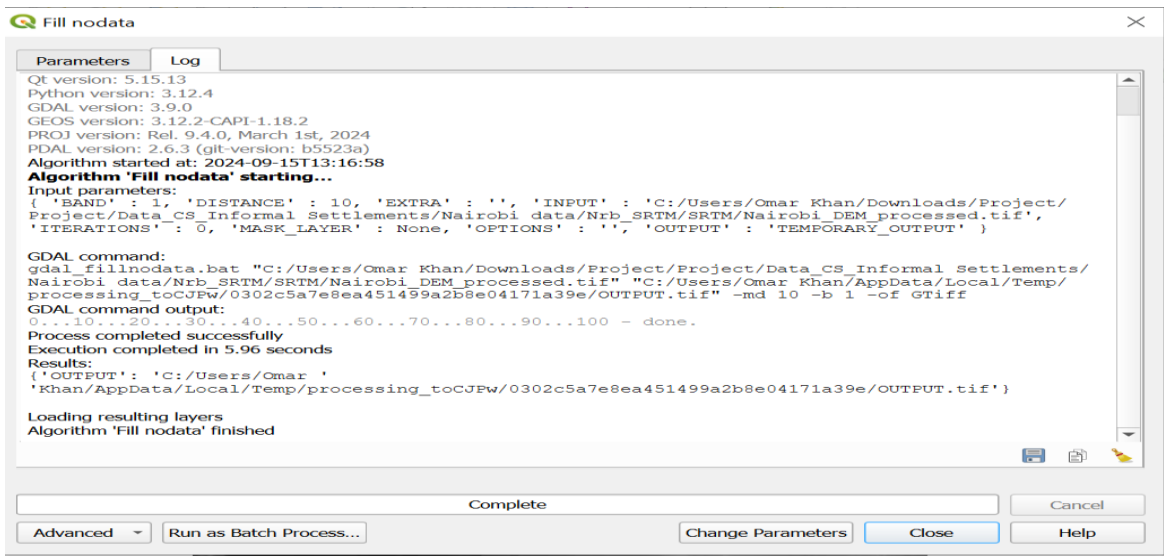 Fill nodata
Parameters
Log
Qt version: 5.15.13
Python version: 3.12.4
GDAL version: 3.9.0
GEOS version: 3.12.2-CAPI-1.18.2
PROJ version: Rel. 9.4.0, March 1st, 2024
PDAL version: 2.6.3 (git-version: b5523a)
Algorithm started at: 2024-09-15T13:16:58
Algorithm 'Fill nodata' starting...
Input parameters:
{ 'BAND' : 1, 'DISTANCE' : 10, 'EXTRA' : '', 'INPUT' : 'C:/Users/Omar Khan/Downloads/Project/
Project/Data_CS_Informal Settlements/Nairobi data/Nrb_SRTM/SRTM/Nairobi_DEM_processed.tif',
'ITERATIONS' : 0, 'MASK_LAYER' : None, 'OPTIONS' : '', 'OUTPUT' : 'TEMPORARY_OUTPUT' }
GDAL command:
gdal_fillnodata.bat "C:/Users/Omar Khan/Downloads/Project/Project/Data_CS_Informal Settlements/
Nairobi data/Nrb_SRTM/SRTM/Nairobi_DEM_processed.tif" "C:/Users/Omar Khan/AppData/Local/Temp/
processing_toCJPw/0302c5a7e8ea451499a2b8e04171a39e/OUTPUT.tif" -md 10 -b 1 -of GTiff
GDAL command output:
0...10...20...30...40...50...60...70...80...90...100 - done.
Process completed successfully
Execution completed in 5.96 seconds
Results:
{'OUTPUT': 'C:/Users/Omar '
'Khan/AppData/Local/Temp/processing_toCJPw/0302c5a7e8ea451499a2b8e04171a39e/OUTPUT.tif'}
Loading resulting layers
Algorithm 'Fill nodata' finished
Complete
Cancel
Advanced
Run as Batch Process...
Change Parameters
Close
Help